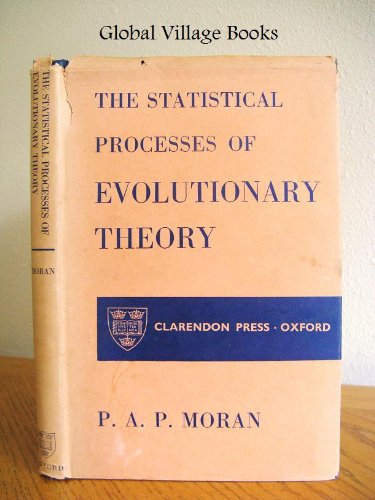 Global Village Books
THE STATISTICAL PROCESSES OF
EVOLUTIONARY THEORY
MORAN
THE STATISTICAL
PROCESSES OF
EVOLUTIONARY
THEORY
CLARENDON PRESS · OXFORD
P. A. P. MORAN